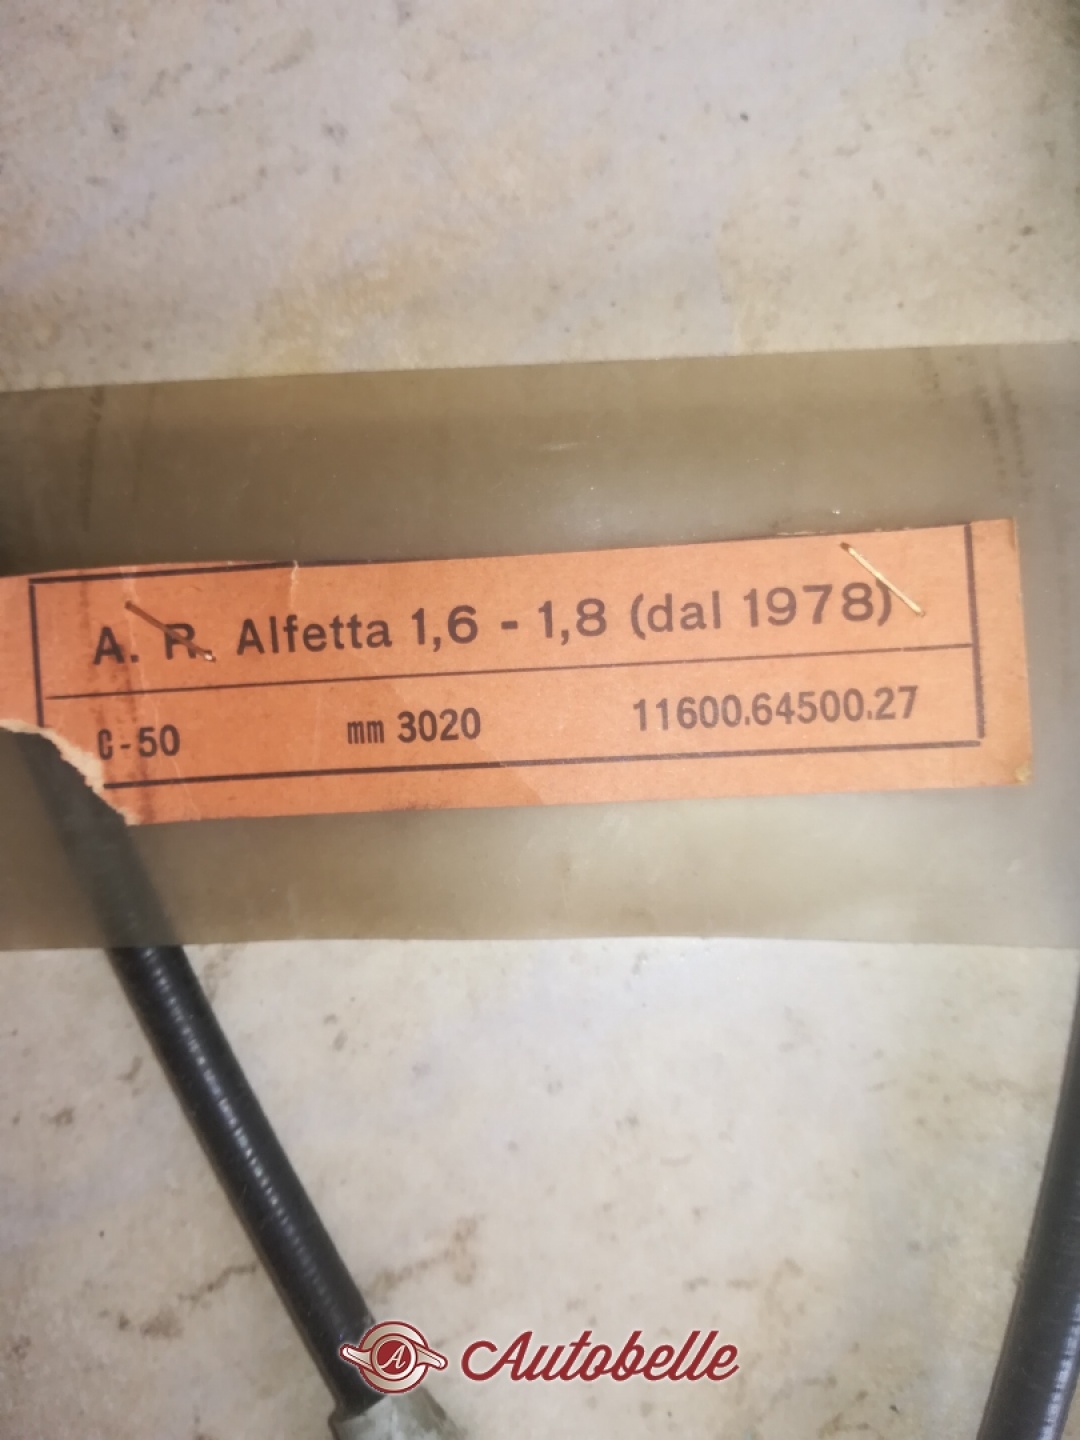 A. R. Alfetta 1,6 - 1,8 (dal 1978)
C-50 mm 3020 11600.64500.27
A Autobelle